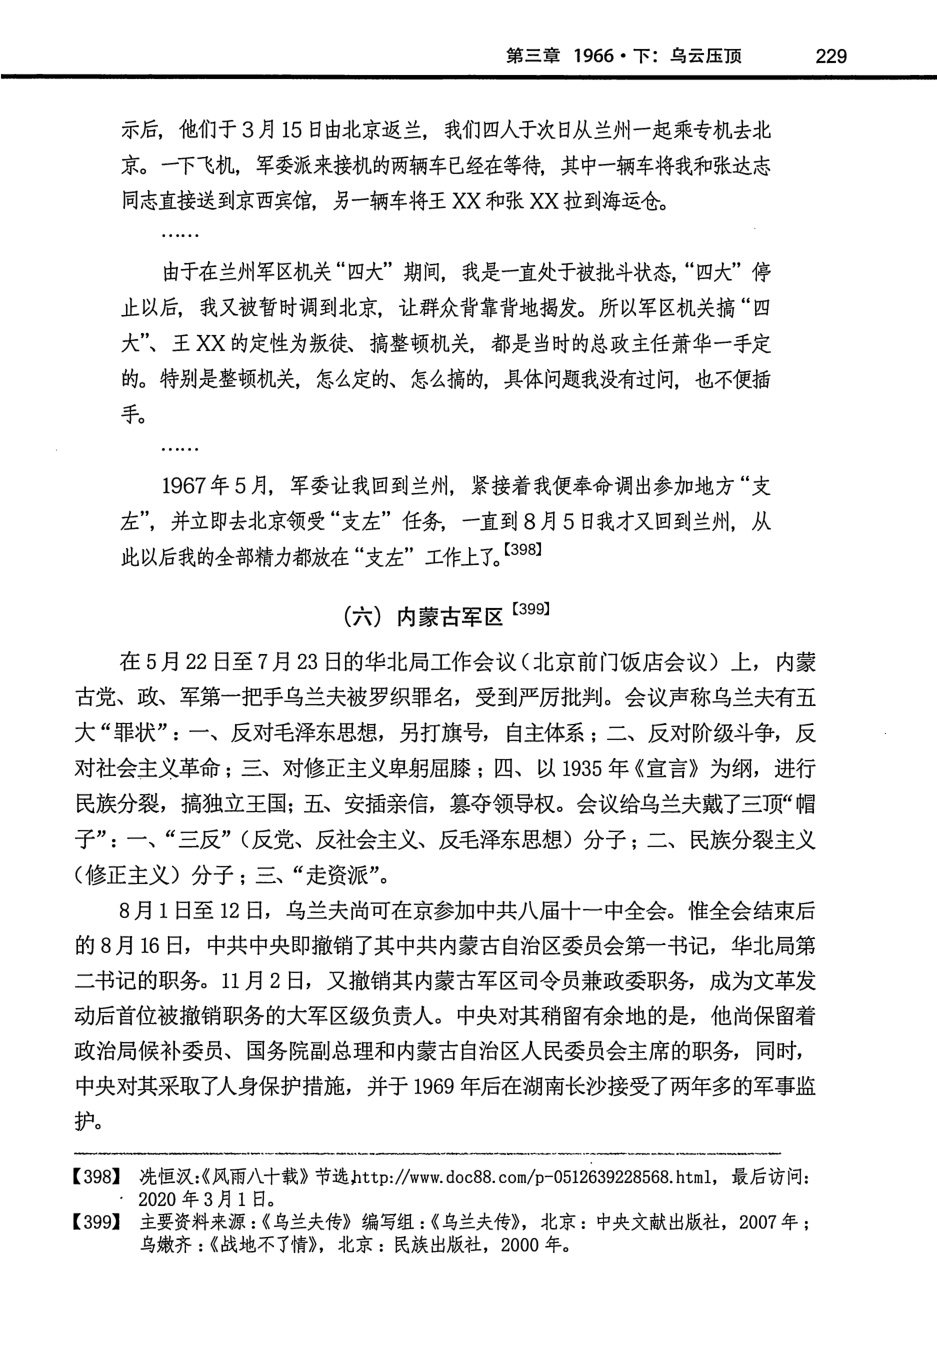 第三章 1966·下：乌云压顶 229
示后，他们于3月15日由北京返兰，我们四人于次日从兰州一起乘专机去北
京。一下飞机，军委派来接机的两辆车已经在等待，其中一辆车将我和张达志
同志直接送到京西宾馆，另一辆车将王XX和张XX拉到海运仓。
……
由于在兰州军区机关“四大”期间，我是一直处于被批斗状态，“四大”停
止以后，我又被暂时调到北京，让群众背靠背地揭发。所以军区机关搞“四
大”、王XX的定性为叛徒、搞整顿机关，都是当时的总政主任萧华一手定
的。特别是整顿机关，怎么定的、怎么搞的，具体问题我没有过问，也不便插
手。
……
1967年5月，军委让我回到兰州，紧接着我便奉命调出参加地方“支
左”，并立即去北京领受“支左”任务，一直到8月5日我才又回到兰州，从
此以后我的全部精力都放在“支左”工作上了。【398】
（六）内蒙古军区【399】
在5月22日至7月23日的华北局工作会议（北京前门饭店会议）上，内蒙
古党、政、军第一把手乌兰夫被罗织罪名，受到严厉批判。会议声称乌兰夫有五
大“罪状”：一、反对毛泽东思想，另打旗号，自主体系；二、反对阶级斗争，反
对社会主义革命；三、对修正主义卑躬屈膝；四、以1935年《宣言》为纲，进行
民族分裂，搞独立王国；五、安插亲信，篡夺领导权。会议给乌兰夫戴了三顶“帽
子”：一、“三反”（反党、反社会主义、反毛泽东思想）分子；二、民族分裂主义
（修正主义）分子；三、“走资派”。
8月1日至12日，乌兰夫尚可在京参加中共八届十一中全会。惟全会结束后
的8月16日，中共中央即撤销了其中共内蒙古自治区委员会第一书记，华北局第
二书记的职务。11月2日，又撤销其内蒙古军区司令员兼政委职务，成为文革发
动后首位被撤销职务的大军区级负责人。中央对其稍留有余地的是，他尚保留着
政治局候补委员、国务院副总理和内蒙古自治区人民委员会主席的职务，同时，
中央对其采取了人身保护措施，并于1969年后在湖南长沙接受了两年多的军事监
护。
【398】 冼恒汉：《风雨八十载》节选，http://www.doc88.com/p-0512639228568.html，最后访问：
2020年3月1日。
【399】 主要资料来源：《乌兰夫传》编写组：《乌兰夫传》，北京：中央文献出版社，2007年；
乌嫩齐：《战地不了情》，北京：民族出版社，2000年。